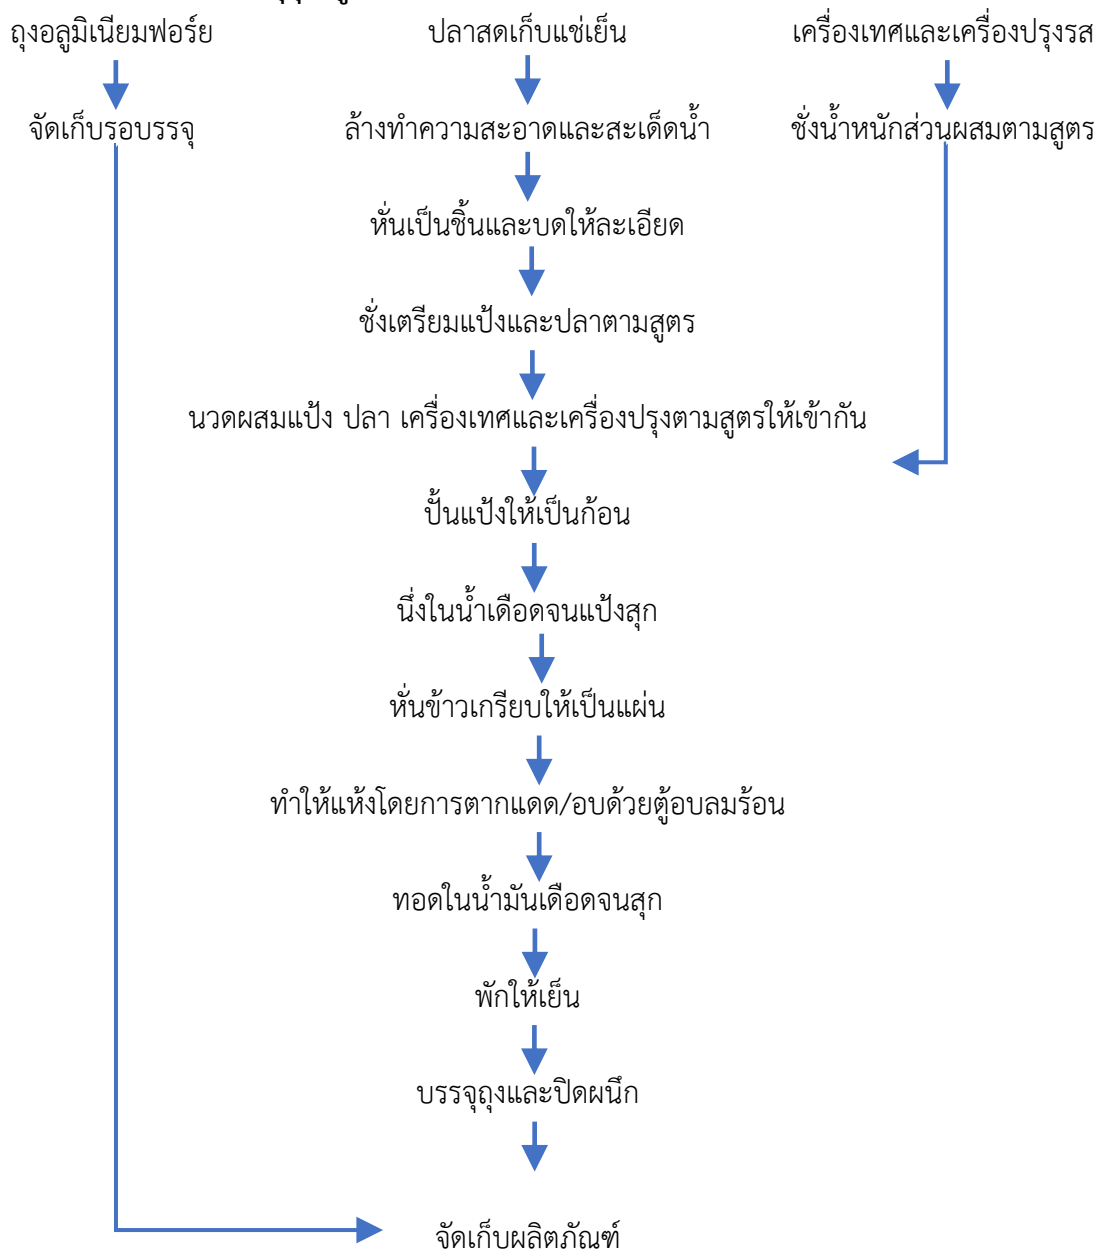 ถุงอลูมิเนียมฟอร์ย
ปลาสดเก็บแช่เย็น
เครื่องเทศและเครื่องปรุงรส
จัดเก็บรอบรรจุ
ล้างทำความสะอาดและสะเด็ดน้ำ
ชั่งน้ำหนักส่วนผสมตามสูตร
หั่นเป็นชิ้นและบดให้ละเอียด
ชั่งเตรียมแป้งและปลาตามสูตร
นวดผสมแป้ง ปลา เครื่องเทศและเครื่องปรุงตามสูตรให้เข้ากัน
ปั้นแป้งให้เป็นก้อน
นึ่งในน้ำเดือดจนแป้งสุก
หั่นข้าวเกรียบให้เป็นแผ่น
ทำให้แห้งโดยการตากแดด/อบด้วยตู้อบลมร้อน
ทอดในน้ำมันเดือดจนสุก
พักให้เย็น
บรรจุถุงและปิดผนึก
จัดเก็บผลิตภัณฑ์